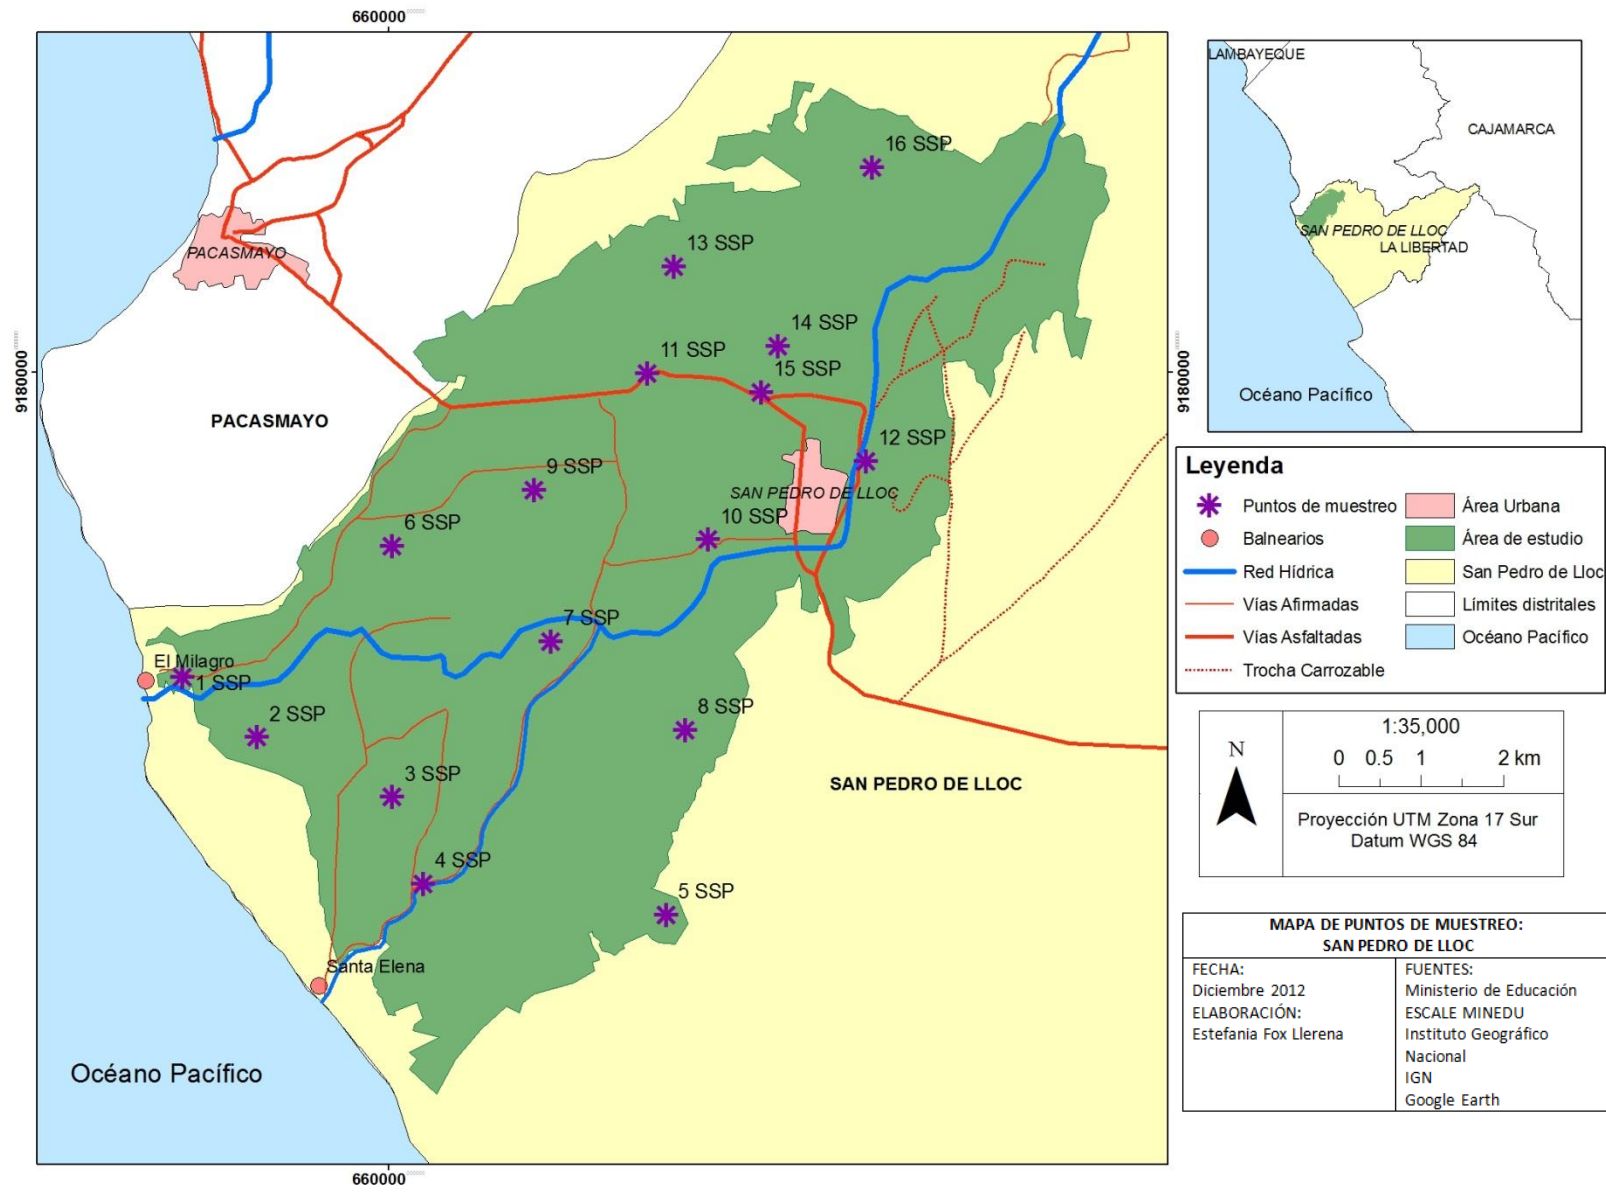 660000
LAMBAYEQUE
CAJAMARCA
SAN PEDRO DE LLOC
LA LIBERTAD
Océano Pacífico
16 SSP
13 SSP
PACASMAYO
14 SSP
11 SSP
15 SSP
9180000
9180000
PACASMAYO
12 SSP
9 SSP
SAN PEDRO DE LLOC
10 SSP
6 SSP
7 SSP
El Milagro
1 SSP
2 SSP
8 SSP
3 SSP
SAN PEDRO DE LLOC
4 SSP
5 SSP
Santa Elena
Océano Pacífico
660000
Leyenda
Puntos de muestreo
Balnearios
Red Hídrica
Vías Afirmadas
Vías Asfaltadas
Trocha Carrozable
Área Urbana
Área de estudio
San Pedro de Lloc
Límites distritales
Océano Pacífico
N
1:35,000
0 0.5 1 2 km
Proyección UTM Zona 17 Sur
Datum WGS 84
MAPA DE PUNTOS DE MUESTREO:
SAN PEDRO DE LLOC
FECHA:
Diciembre 2012
ELABORACIÓN:
Estefania Fox Llerena
FUENTES:
Ministerio de Educación
ESCALE MINEDU
Instituto Geográfico
Nacional
IGN
Google Earth